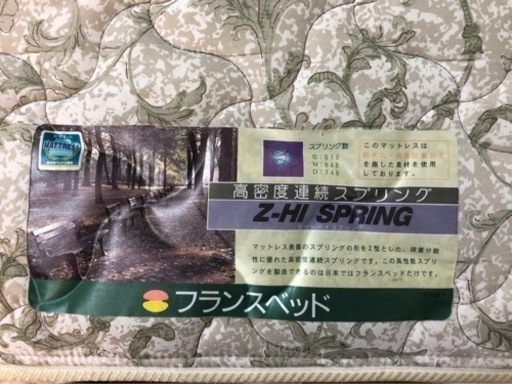 MATTRESS
スプリング数
S:510
M:646
D:748
このマットレスは
を施した素材を使用
しております。
高密度連続スプリング
Z-HI SPRING
マットレス表面のスプリングの形をZ型とした、荷重分散
性に優れた高密度連続スプリングです。この高性能スプリ
ングを製造できるのは日本ではフランスベッドだけです。
フランスベッド